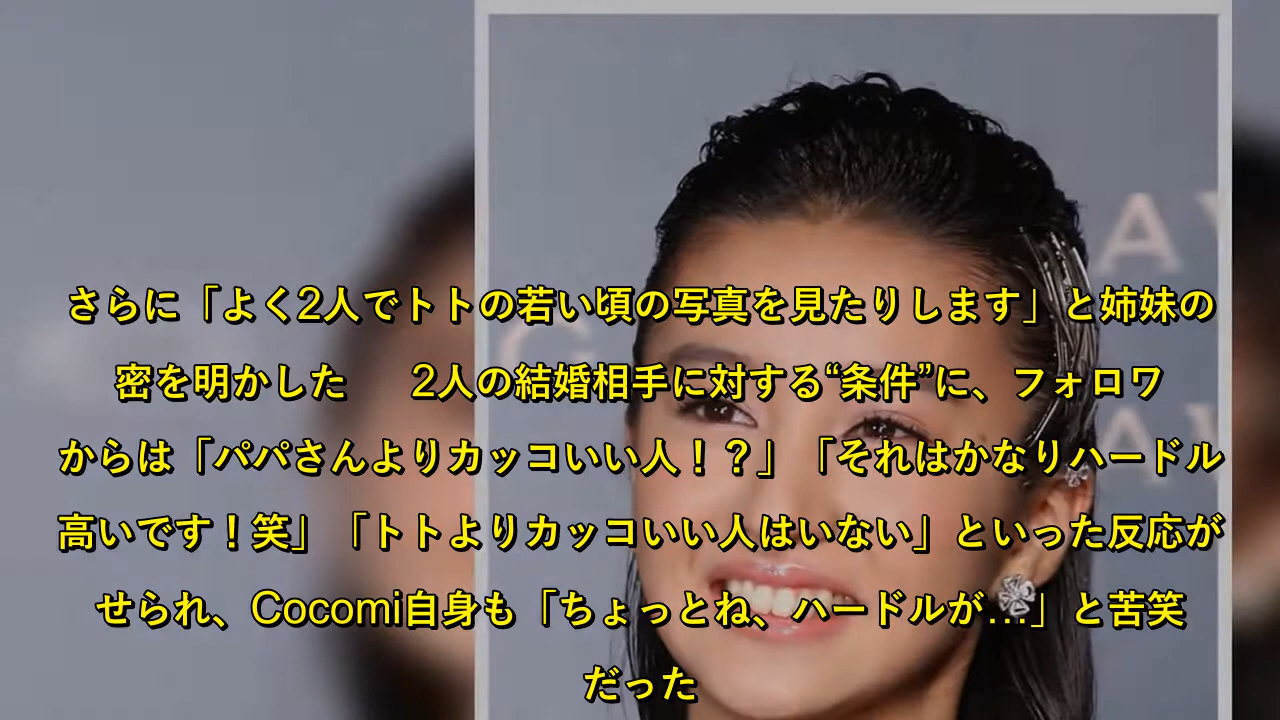 さらに「よく2人でトトの若い頃の写真を見たりします」と姉妹の
密を明かした　2人の結婚相手に対する“条件”に、フォロワ
からは「パパさんよりカッコいい人！？」「それはかなりハードル
高いです！笑」「トトよりカッコいい人はいない」といった反応が
せられ、Cocomi自身も「ちょっとね、ハードルが…」と苦笑
だった
G
AV
AW